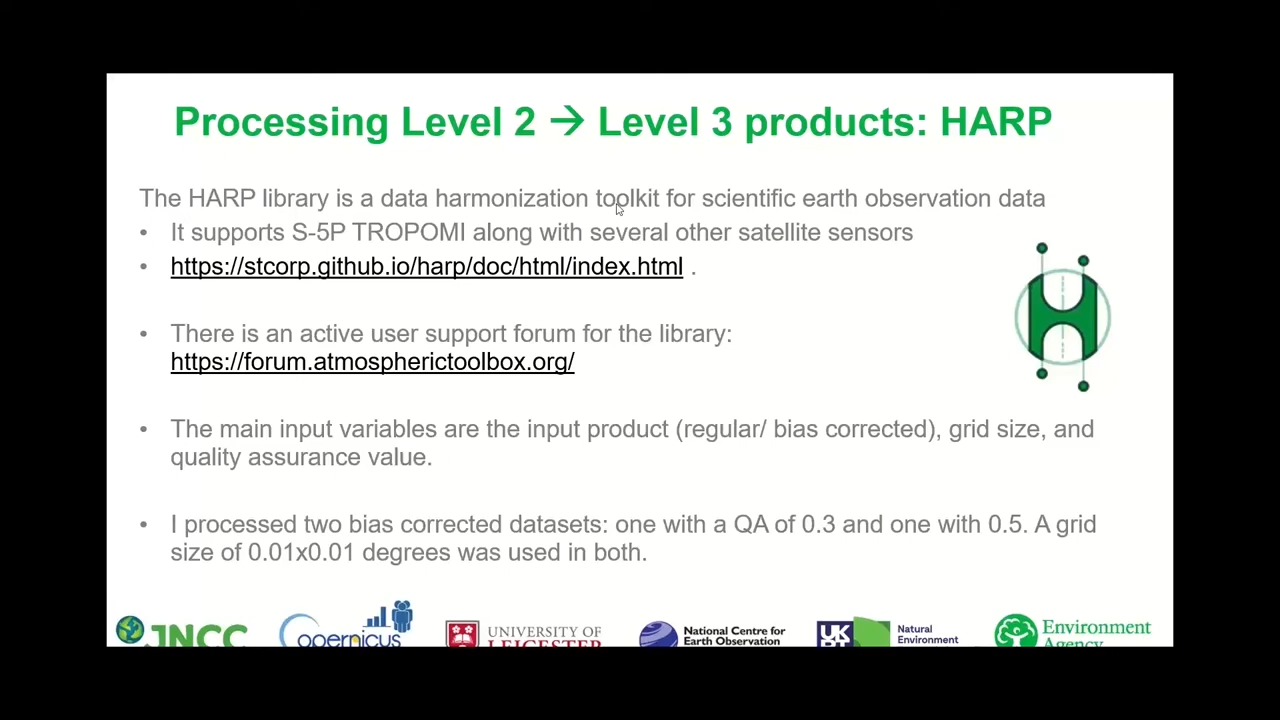 Processing Level 2 → Level 3 products: HARP
The HARP library is a data harmonization toolkit for scientific earth observation data
• It supports S-5P TROPOMI along with several other satellite sensors
• https://stcorp.github.io/harp/doc/html/index.html .
• There is an active user support forum for the library:
https://forum.atmospherictoolbox.org/
• The main input variables are the input product (regular/ bias corrected), grid size, and
quality assurance value.
• I processed two bias corrected datasets: one with a QA of 0.3 and one with 0.5. A grid
size of 0.01x0.01 degrees was used in both.
JNCC
opernicus
UNIVERSITY OF
LEICESTER
National Centre for
Earth Observation
UK
Natural
Environment
Environment
Agency